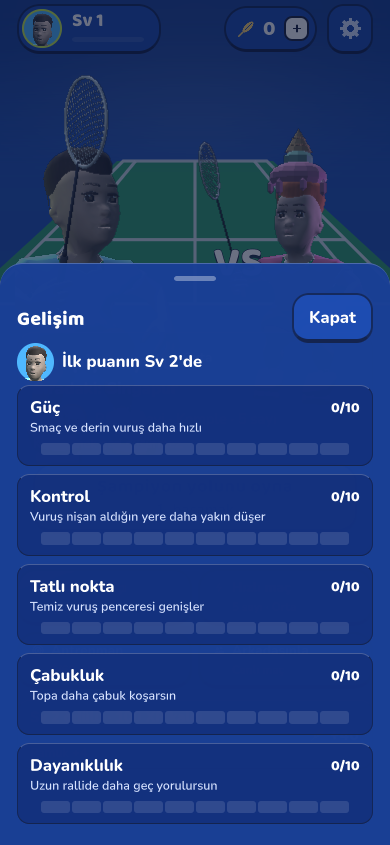 Sv 1
0 +
VS
Gelişim
Kapat
İlk puanın Sv 2'de
Güç 0/10
Smaç ve derin vuruş daha hızlı
Kontrol 0/10
Vuruş nişan aldığın yere daha yakın düşer
Tatlı nokta 0/10
Temiz vuruş penceresi genişler
Çabukluk 0/10
Topa daha çabuk koşarsın
Dayanıklılık 0/10
Uzun rallide daha geç yorulursun